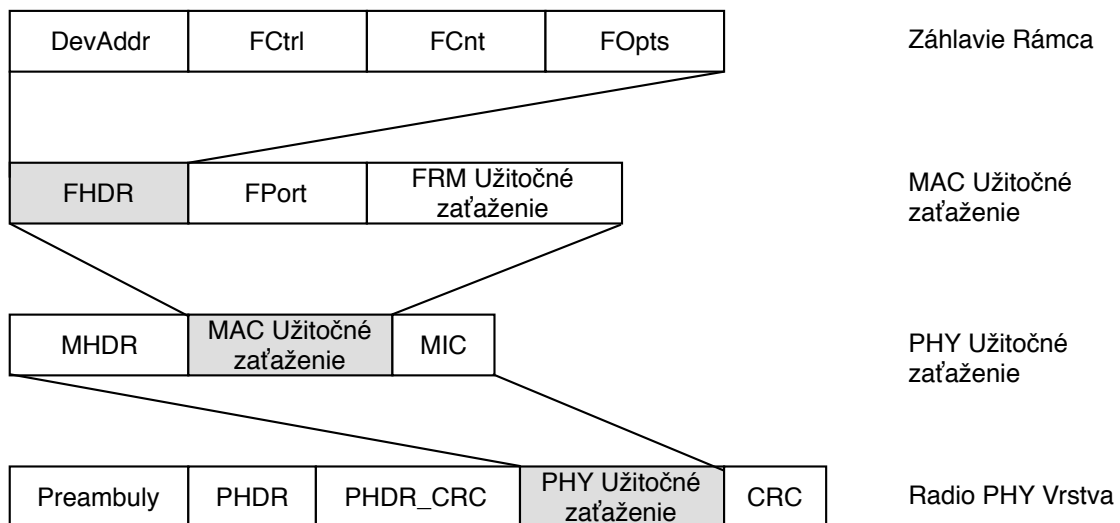 DevAddr FCtrl FCnt FOpts Záhlavie Rámca
FHDR FPort FRM Užitočné zaťaženie MAC Užitočné zaťaženie
MHDR MAC Užitočné zaťaženie MIC PHY Užitočné zaťaženie
Preambuly PHDR PHDR_CRC PHY Užitočné zaťaženie CRC Radio PHY Vrstva